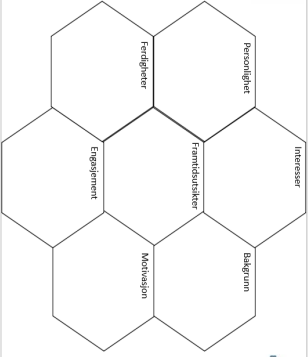 Personlighet
Ferdigheter
Interesser
Framtidsutsikter
Engasjement
Bakgrunn
Motivasjon